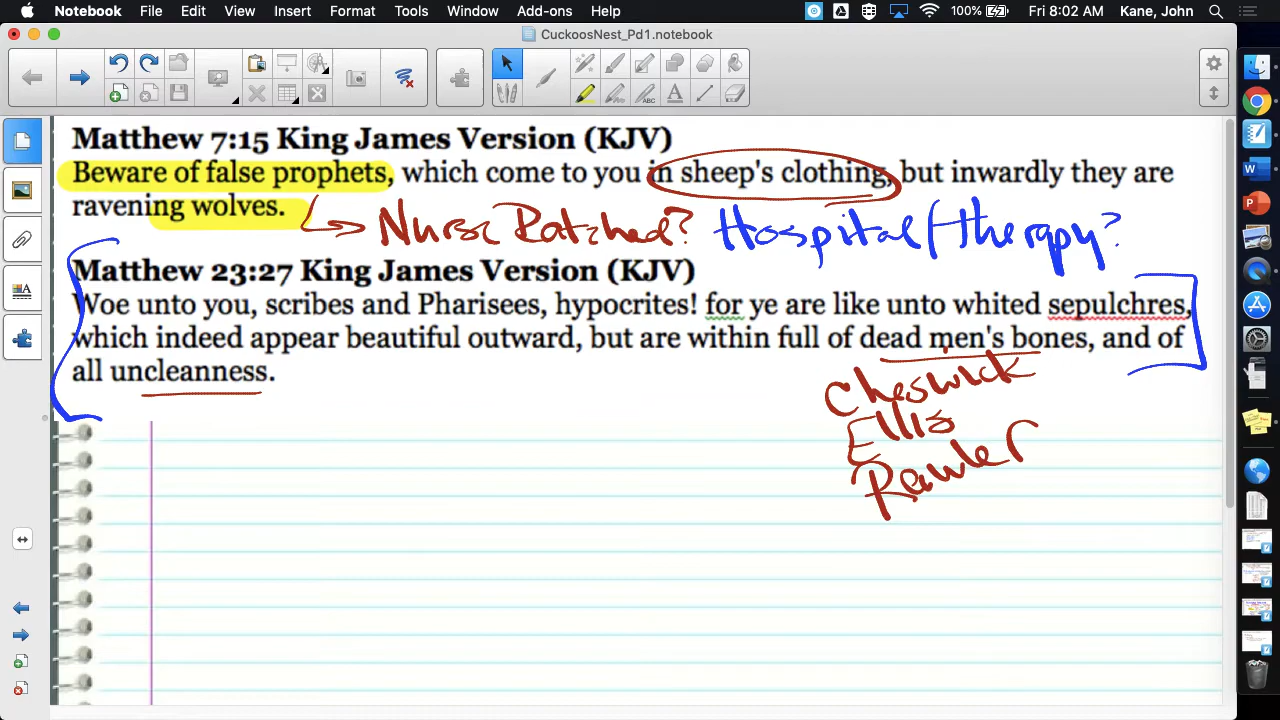 Notebook File Edit View Insert Format Tools Window Add-ons Help 100% Fri 8:02 AM Kane, John
CuckoosNest_Pd1.notebook
Matthew 7:15 King James Version (KJV)
Beware of false prophets, which come to you in sheep's clothing, but inwardly they are
ravening wolves.
Nurse Ratched? Hospital/therapy?
Matthew 23:27 King James Version (KJV)
Woe unto you, scribes and Pharisees, hypocrites! for ye are like unto whited sepulchres,
which indeed appear beautiful outward, but are within full of dead men's bones, and of
all uncleanness.
Cheswick
Ellis
Rawler